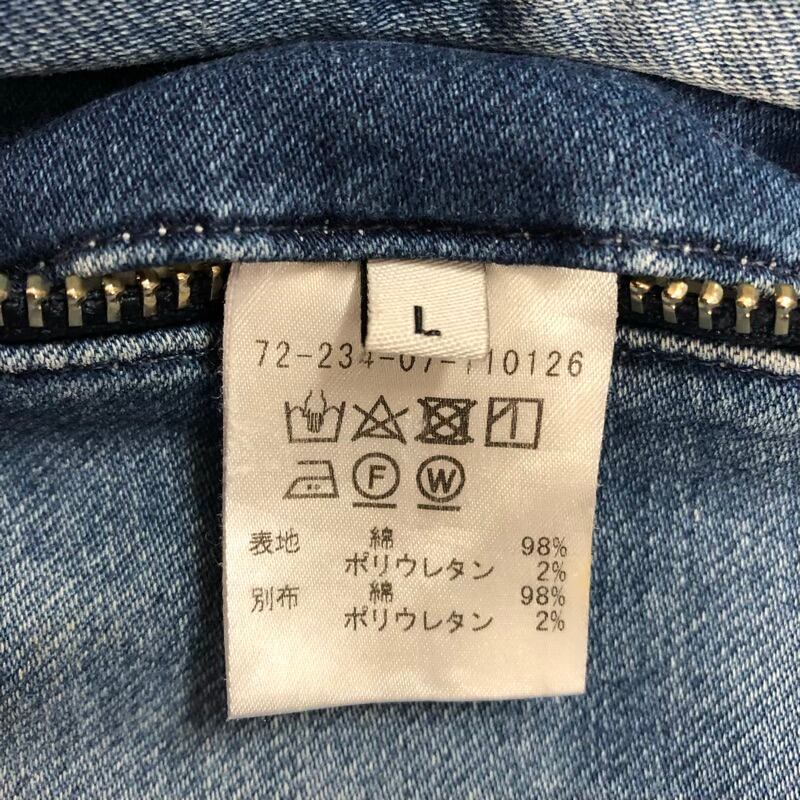 L
72-234-07-110126
F W
表地 綿 98%
ポリウレタン 2%
別布 綿 98%
ポリウレタン 2%